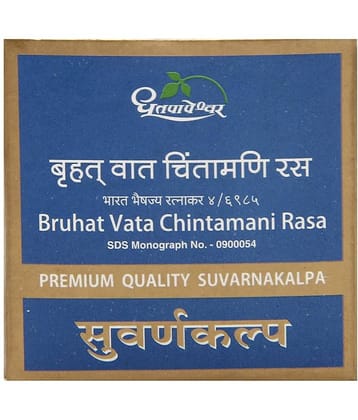 धूतपापेश्वर
बृहत् वात चिंतामणि रस
भारत भैषज्य रत्नाकर ४/६९८५
Bruhat Vata Chintamani Rasa
SDS Monograph No. - 0900054
PREMIUM QUALITY SUVARNAKALPA
सुवर्णकल्प